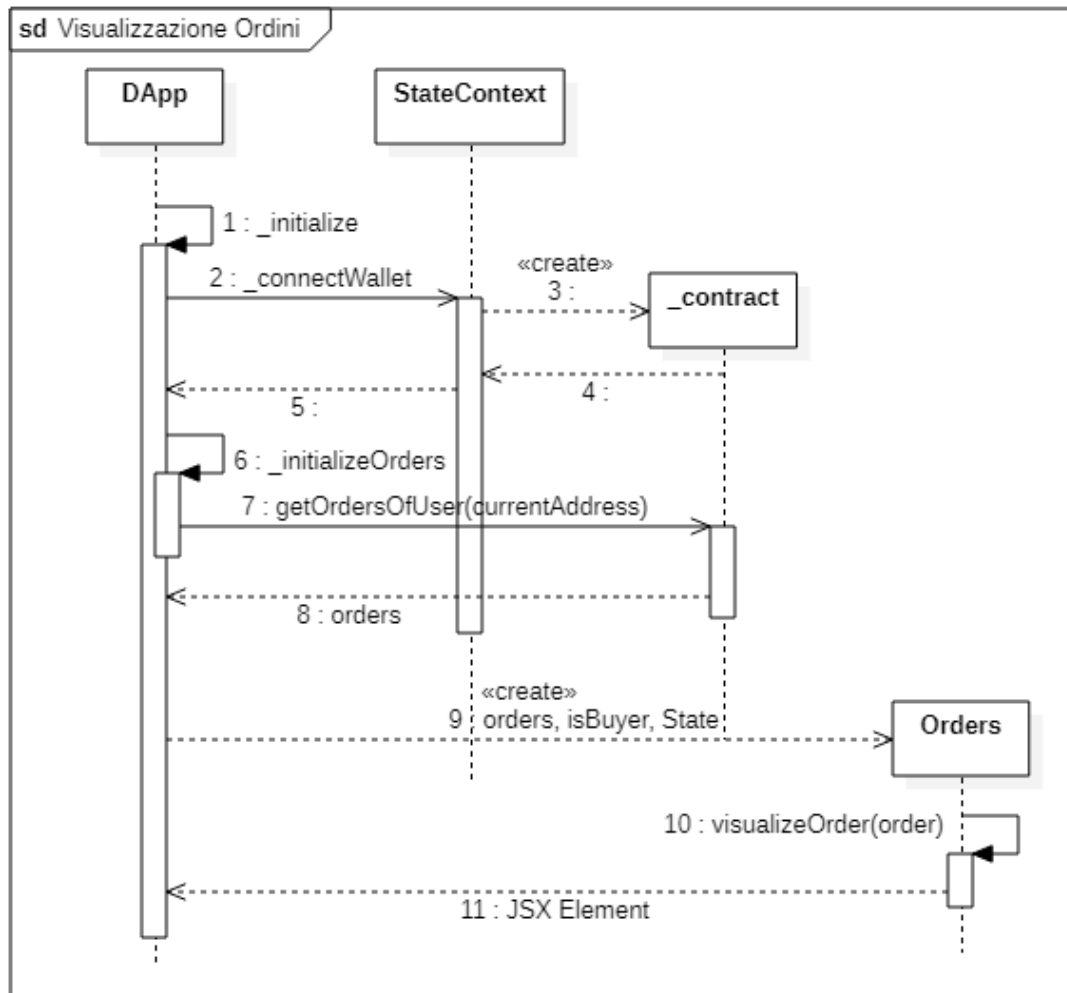 sd Visualizzazione Ordini
DApp
StateContext
1 : _initialize
2 : _connectWallet
«create»
3 :
_contract
4 :
5 :
6 : _initializeOrders
7 : getOrdersOfUser(currentAddress)
8 : orders
«create»
9 : orders, isBuyer, State
Orders
10 : visualizeOrder(order)
11 : JSX Element